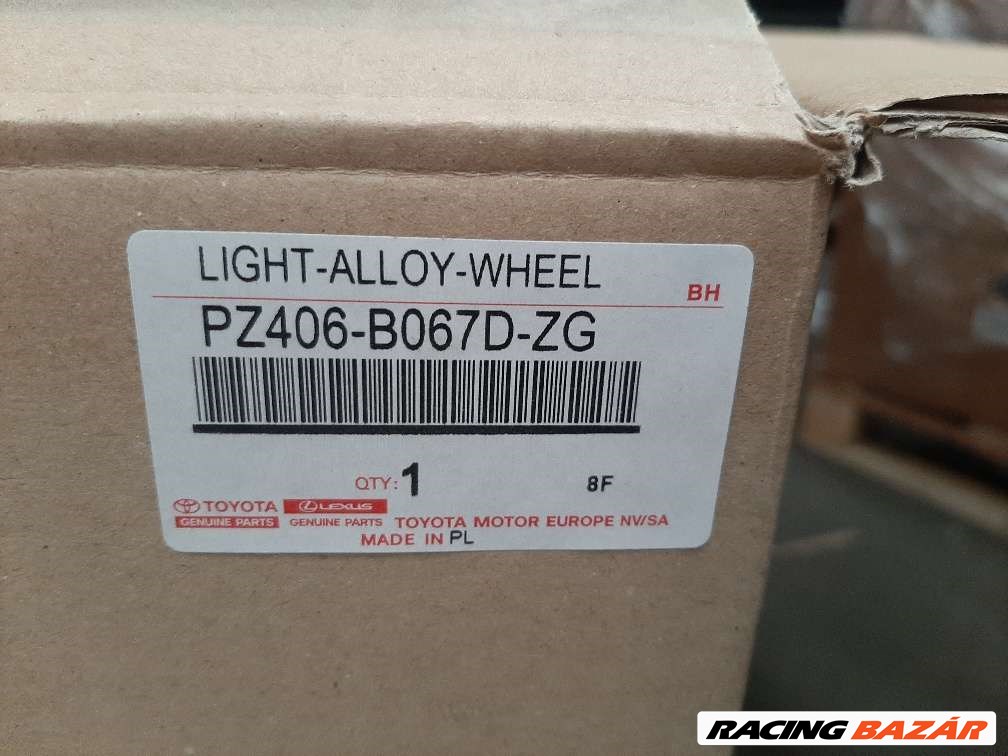 LIGHT-ALLOY-WHEEL
BH
PZ406-B067D-ZG
QTY: 1
8F
TOYOTA LEXUS
GENUINE PARTS GENUINE PARTS TOYOTA MOTOR EUROPE NV/SA
MADE IN PL
RACING BAZÁR